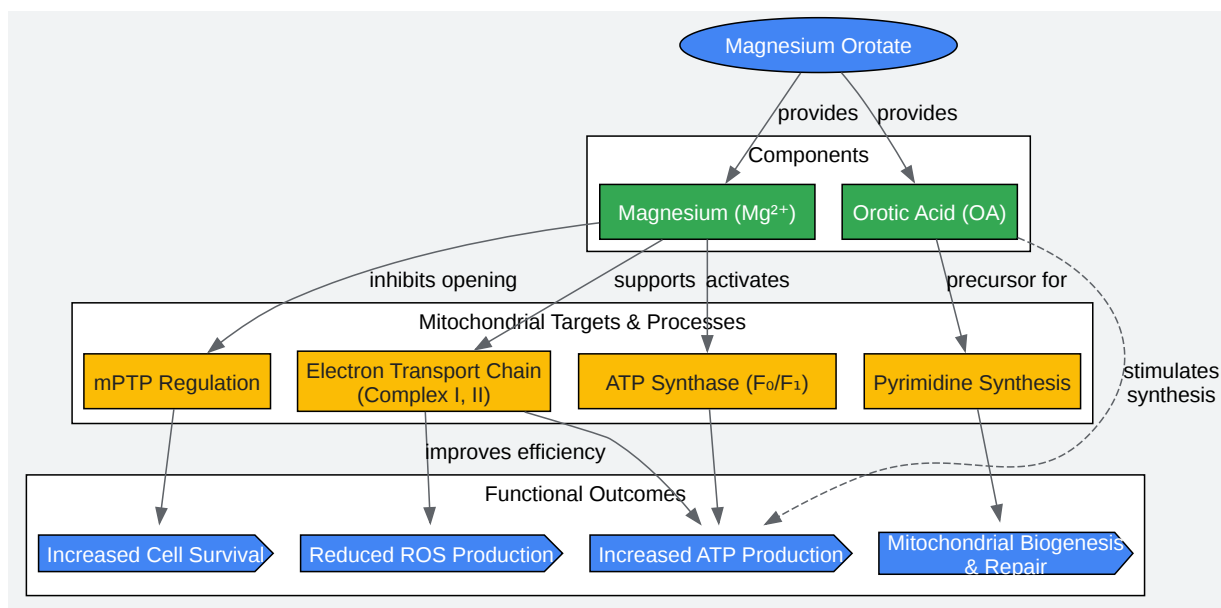 Magnesium Orotate
provides
provides
Components
Magnesium (Mg²⁺)
Orotic Acid (OA)
inhibits opening
supports
activates
precursor for
Mitochondrial Targets & Processes
mPTP Regulation
Electron Transport Chain
(Complex I, II)
ATP Synthase (F₀/F₁)
Pyrimidine Synthesis
stimulates
synthesis
improves efficiency
Functional Outcomes
Increased Cell Survival
Reduced ROS Production
Increased ATP Production
Mitochondrial Biogenesis
& Repair